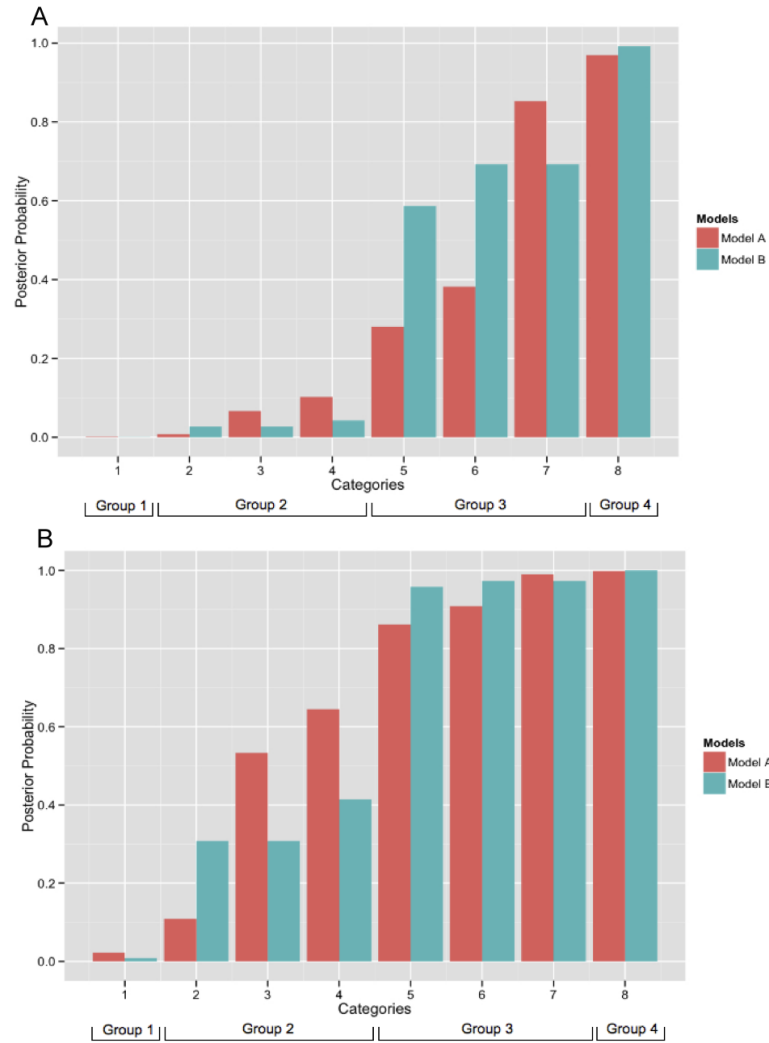 A
1.0
0.8
0.6
0.4
0.2
0.0
Posterior Probability
1 2 3 4 5 6 7 8
Categories
Group 1 Group 2 Group 3 Group 4
Models
Model A
Model B
B
1.0
0.8
0.6
0.4
0.2
0.0
Posterior Probability
1 2 3 4 5 6 7 8
Categories
Group 1 Group 2 Group 3 Group 4
Models
Model A
Model B